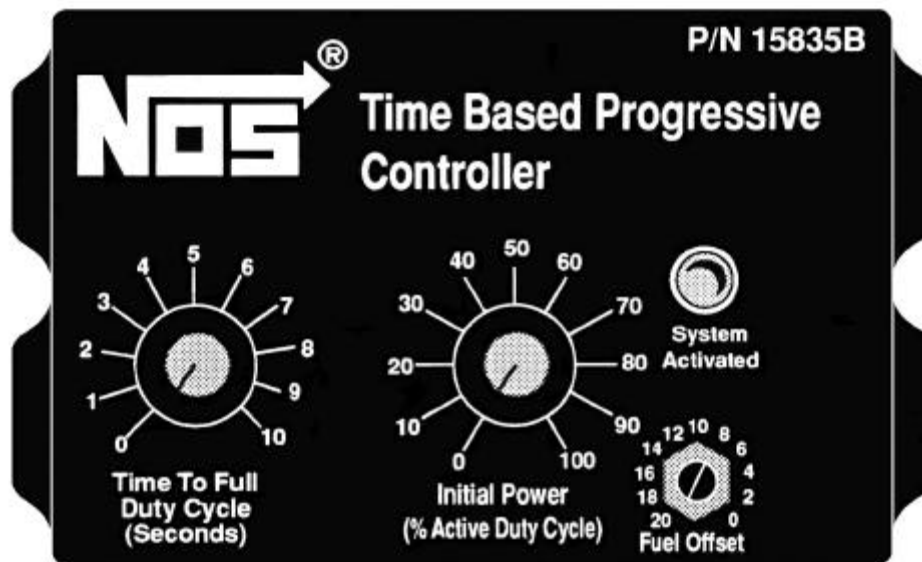 P/N 15835B
NOS®
Time Based Progressive
Controller
0
1
2
3
4
5
6
7
8
9
10
Time To Full
Duty Cycle
(Seconds)
0
10
20
30
40
50
60
70
80
90
100
Initial Power
(% Active Duty Cycle)
System
Activated
20
18
16
14
12
10
8
6
4
2
0
Fuel Offset